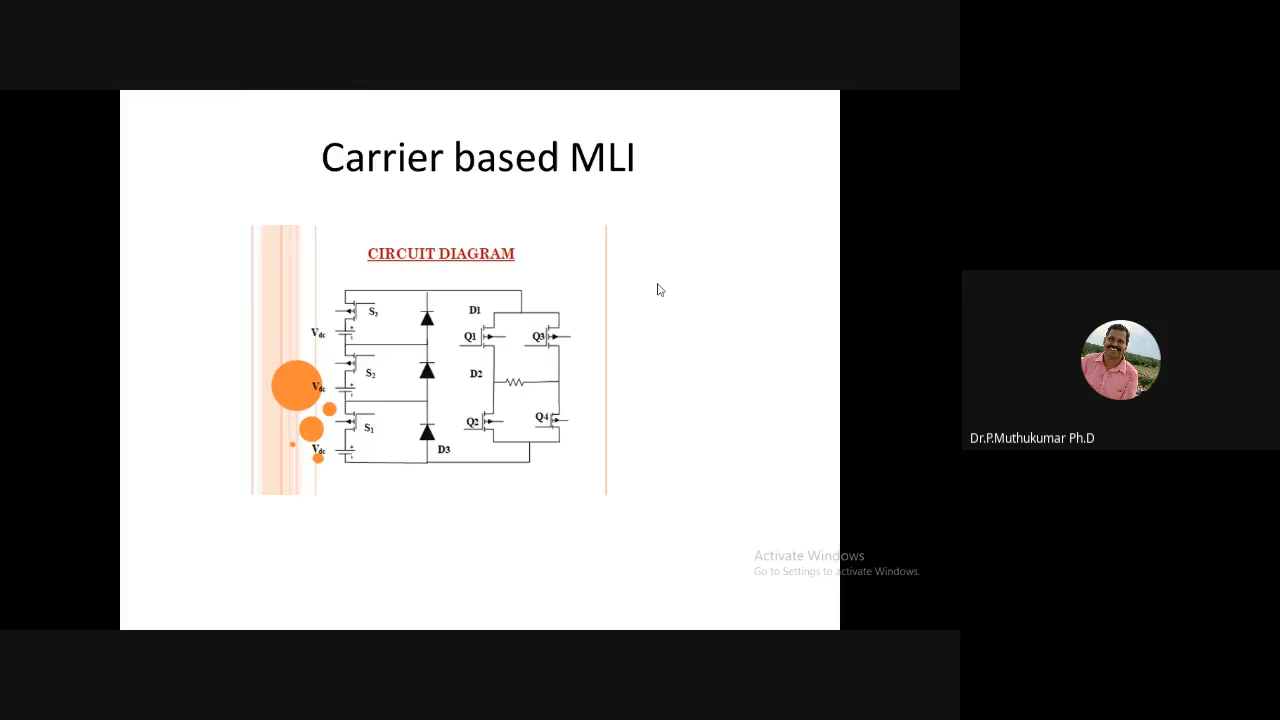 Carrier based MLI
CIRCUIT DIAGRAM
S3
D1
Vdc
Q1
Q3
S2
D2
Vdc
S1
Q2
Q4
Vdc
D3
Dr.P.Muthukumar Ph.D
Activate Windows
Go to Settings to activate Windows.